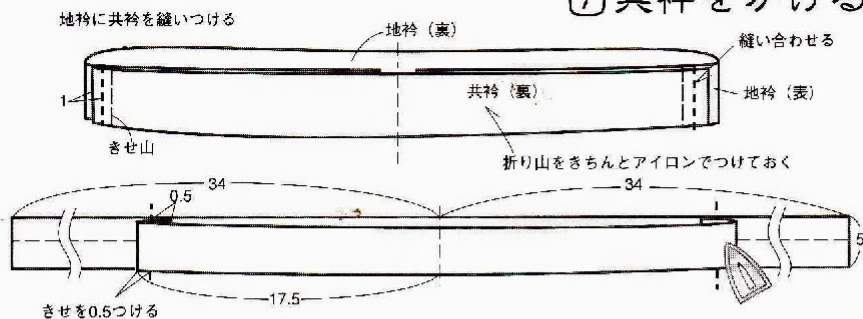 ⑦共衿をかける
地衿に共衿を縫いつける
地衿（裏）
縫い合わせる
1
共衿（裏）
地衿（表）
きせ山
折り山をきちんとアイロンでつけておく
34
34
0.5
5
17.5
きせを0.5つける